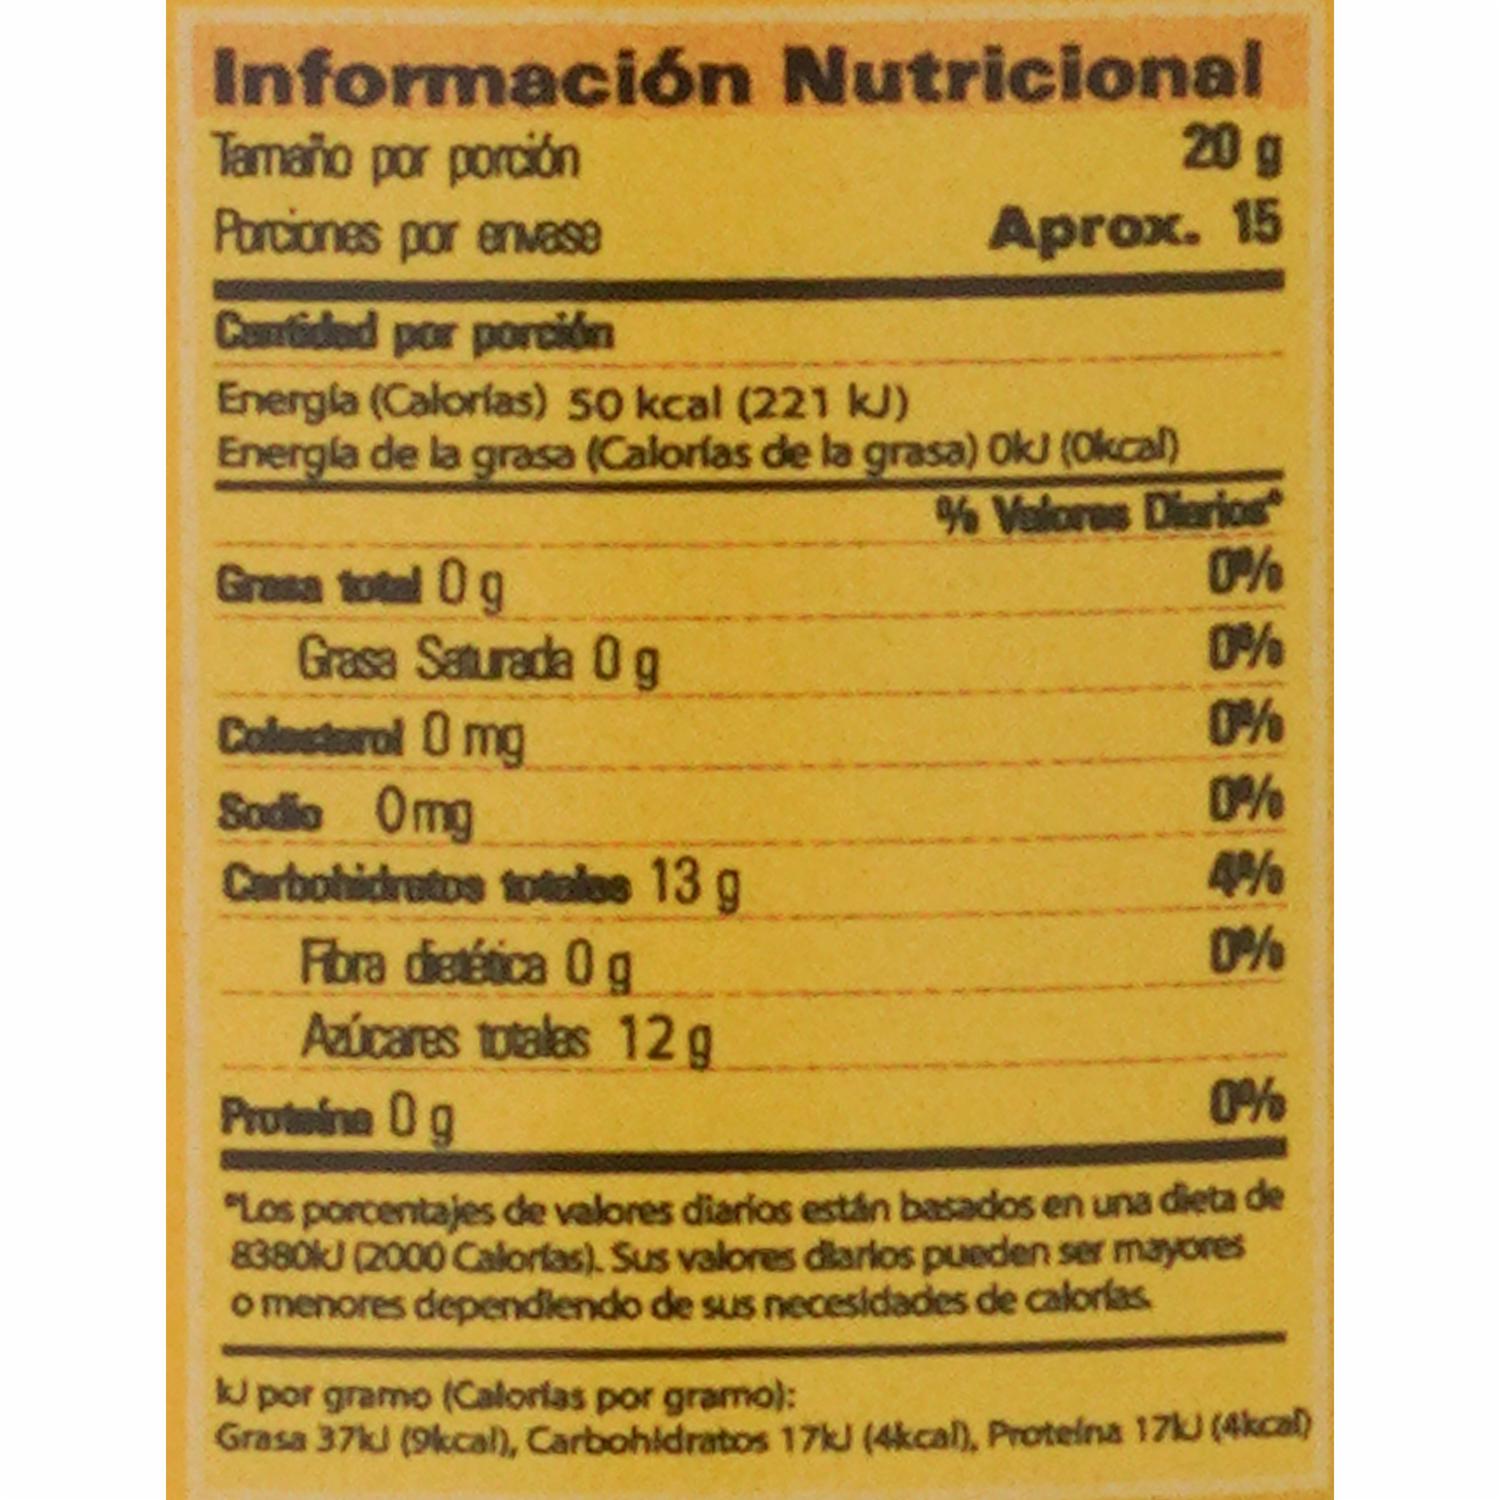 Información Nutricional
Tamaño por porción 20 g
Porciones por envase Aprox. 15
Cantidad por porción
Energía (Calorías) 50 kcal (221 kJ)
Energía de la grasa (Calorías de la grasa) 0kJ (0kcal)
% Valores Diarios*
Grasa total 0 g 0%
Grasa Saturada 0 g 0%
Colesterol 0 mg 0%
Sodio 0 mg 0%
Carbohidratos totales 13 g 4%
Fibra dietética 0 g 0%
Azúcares totales 12 g
Proteína 0 g 0%
*Los porcentajes de valores diarios están basados en una dieta de
8380kJ (2000 Calorías). Sus valores diarios pueden ser mayores
o menores dependiendo de sus necesidades de calorías.
kJ por gramo (Calorías por gramo):
Grasa 37kJ (9kcal), Carbohidratos 17kJ (4kcal), Proteína 17kJ (4kcal)